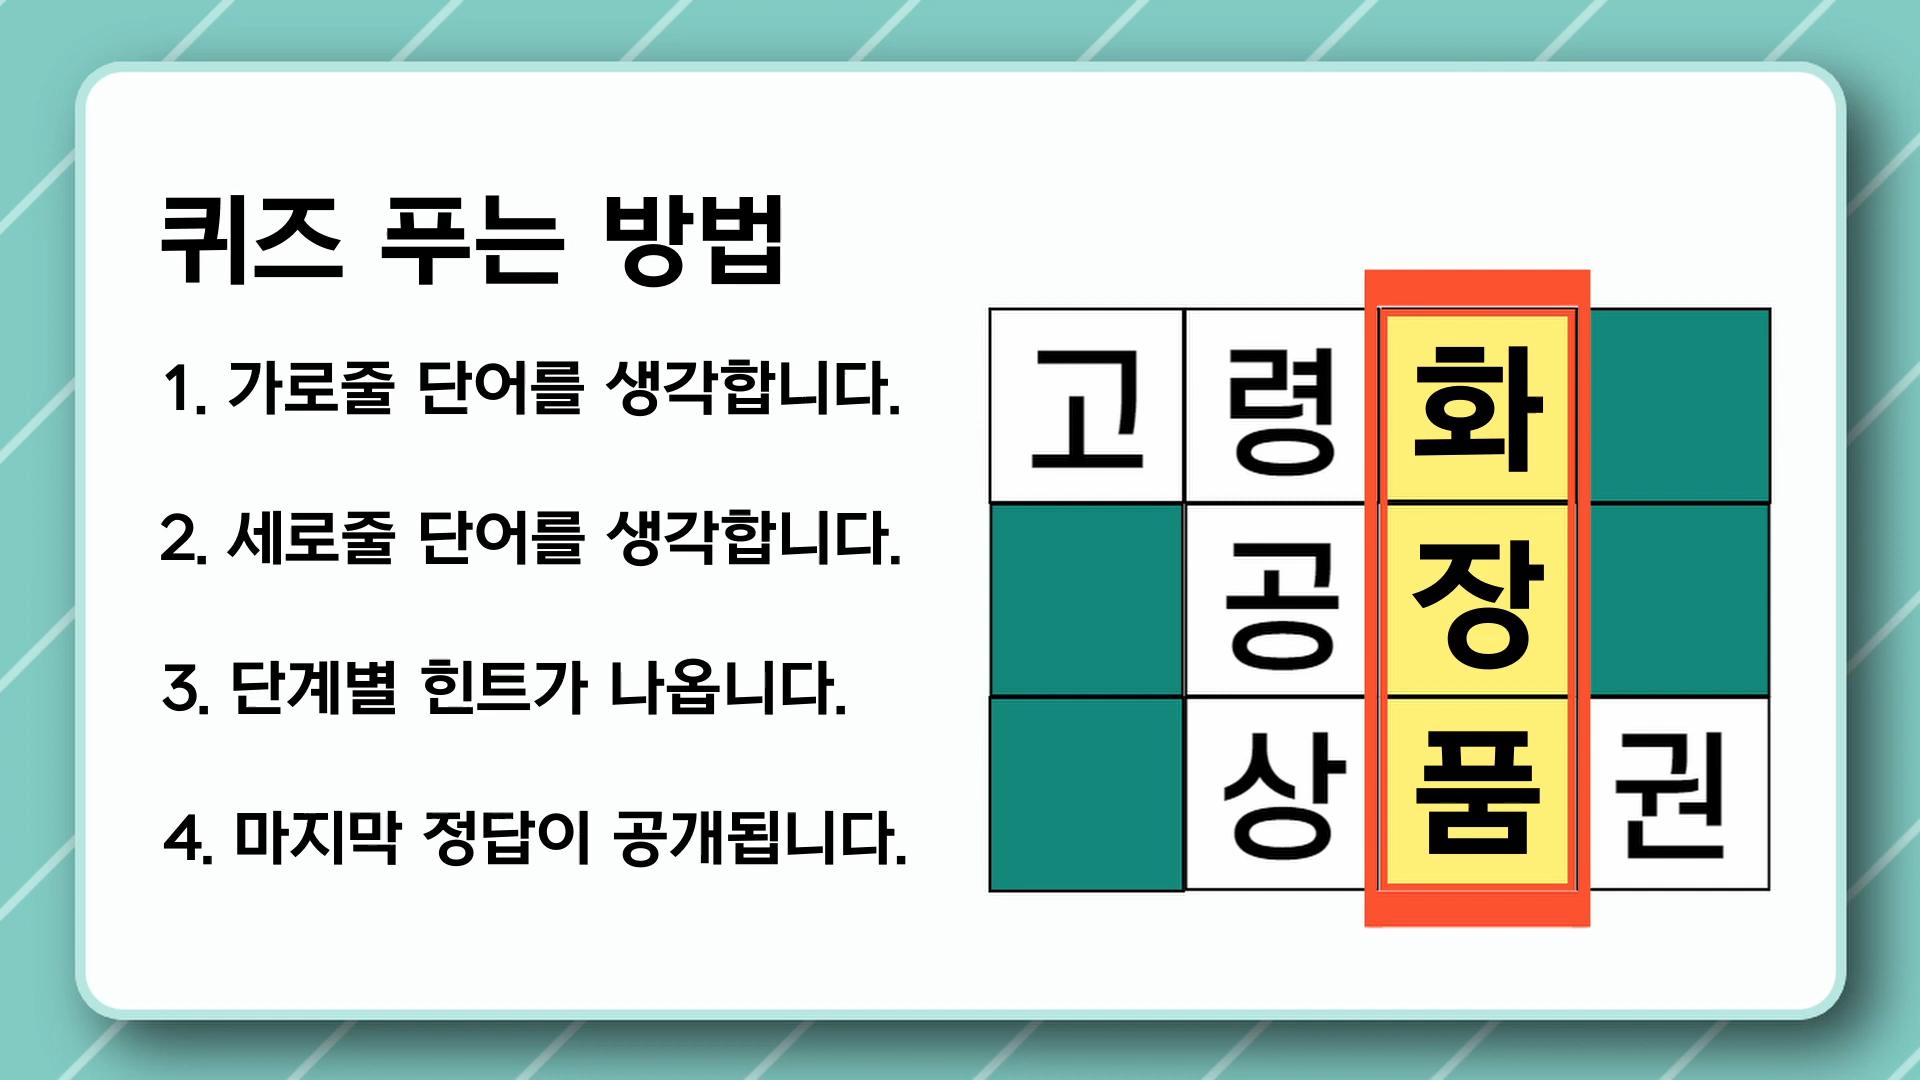 퀴즈 푸는 방법
1. 가로줄 단어를 생각합니다.
2. 세로줄 단어를 생각합니다.
3. 단계별 힌트가 나옵니다.
4. 마지막 정답이 공개됩니다.
고 령 화
공 장
상 품 권